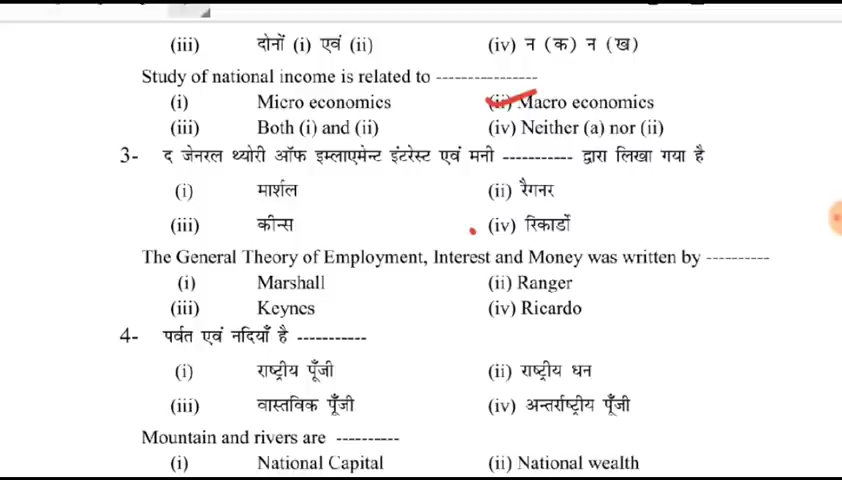 (iii) दोनों (i) एवं (ii) (iv) न (क) न (ख)
Study of national income is related to -----------------
(i) Micro economics (ii) Macro economics
(iii) Both (i) and (ii) (iv) Neither (a) nor (ii)
3- द जेनरल थ्योरी ऑफ इम्लाएमेन्ट इंटरेस्ट एवं मनी ----------- द्वारा लिखा गया है
(i) मार्शल (ii) रैगनर
(iii) कीन्स (iv) रिकार्डो
The General Theory of Employment, Interest and Money was written by ----------
(i) Marshall (ii) Ranger
(iii) Keynes (iv) Ricardo
4- पर्वत एवं नदियाँ है -----------
(i) राष्ट्रीय पूँजी (ii) राष्ट्रीय धन
(iii) वास्तविक पूँजी (iv) अन्तर्राष्ट्रीय पूँजी
Mountain and rivers are ----------
(i) National Capital (ii) National wealth